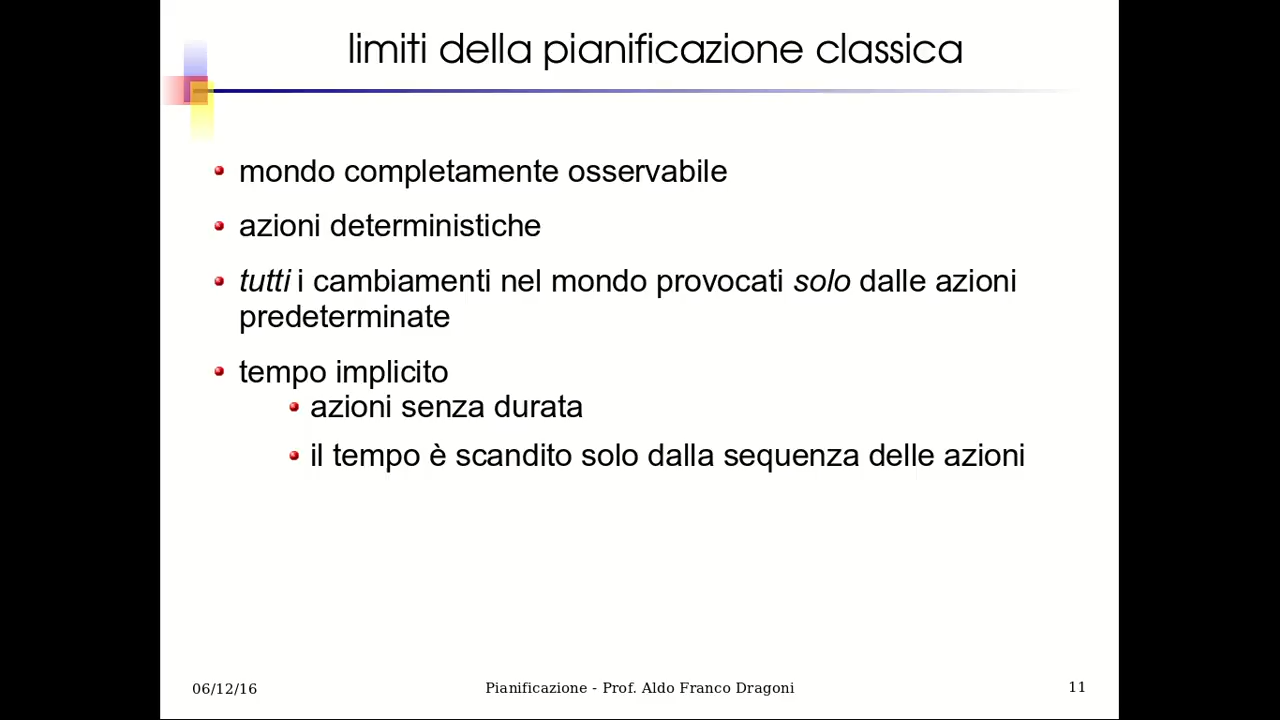 limiti della pianificazione classica
mondo completamente osservabile
azioni deterministiche
tutti i cambiamenti nel mondo provocati solo dalle azioni
predeterminate
tempo implicito
azioni senza durata
il tempo è scandito solo dalla sequenza delle azioni
06/12/16
Pianificazione - Prof. Aldo Franco Dragoni
11